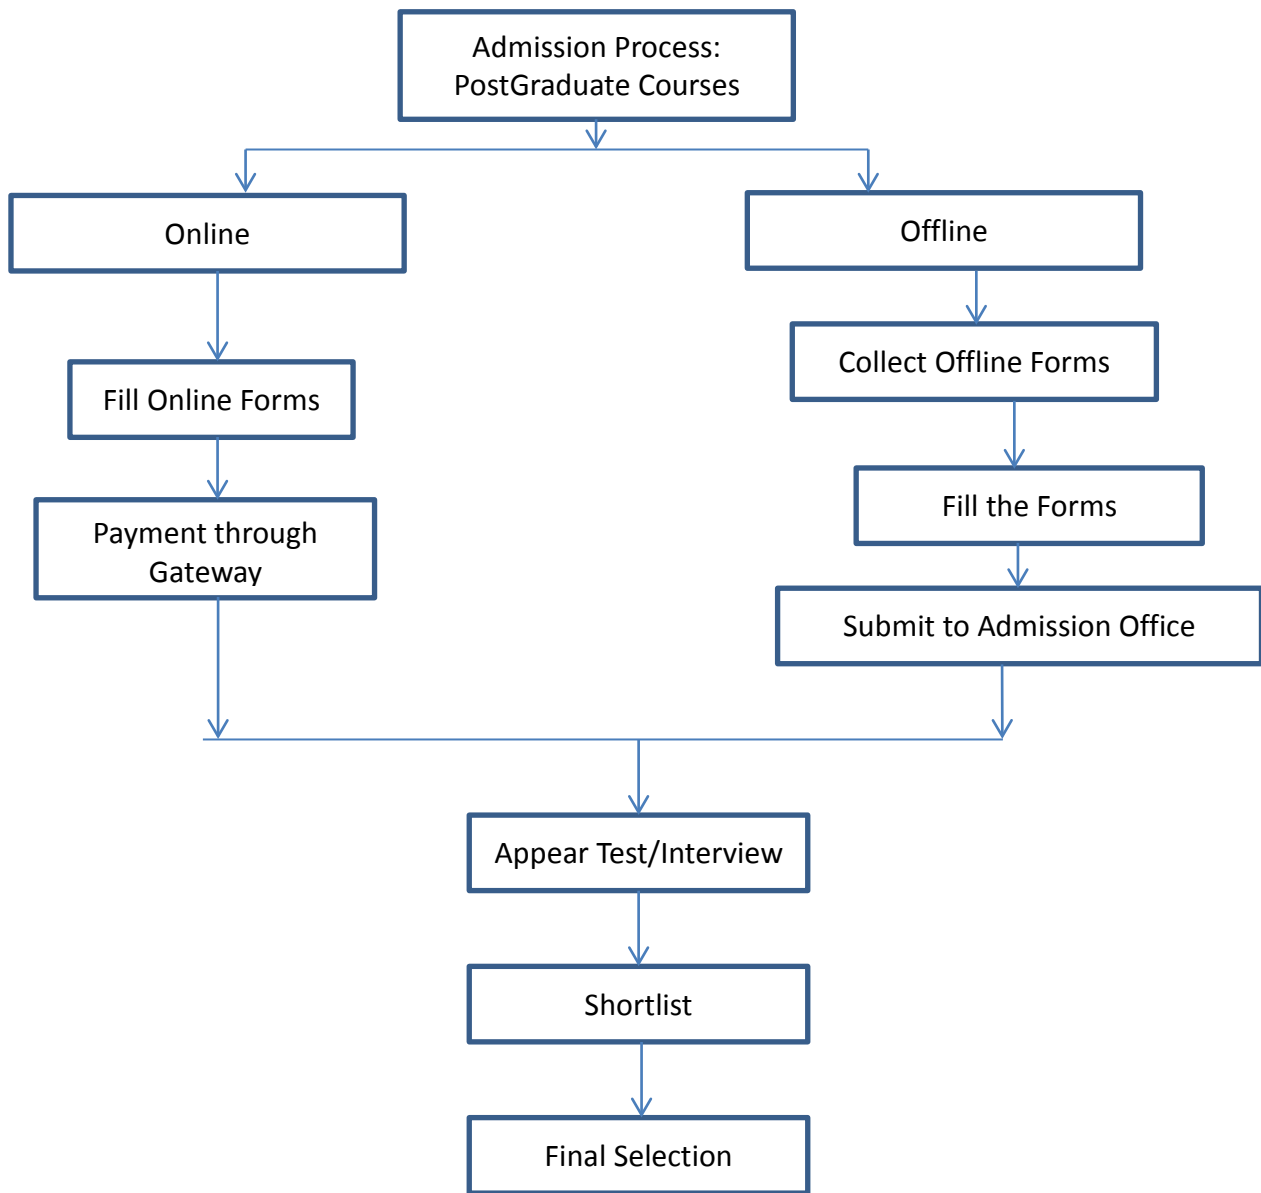 Admission Process:
PostGraduate Courses
Online
Offline
Fill Online Forms
Collect Offline Forms
Payment through
Gateway
Fill the Forms
Submit to Admission Office
Appear Test/Interview
Shortlist
Final Selection